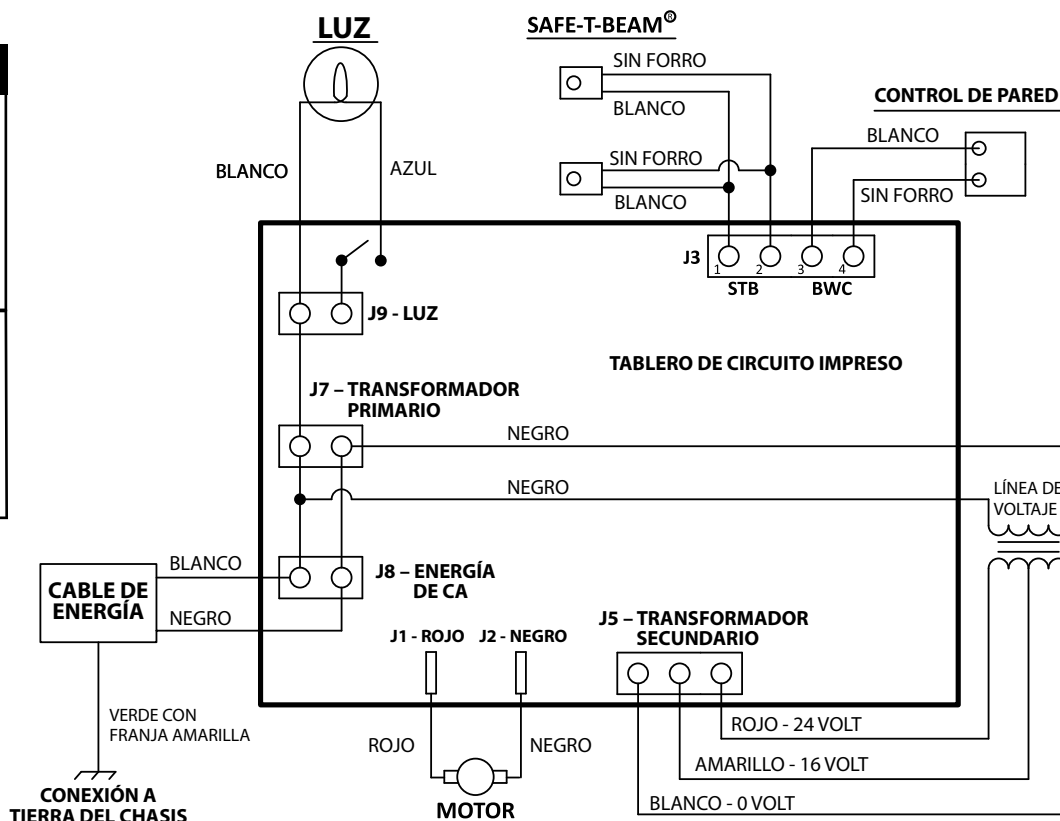 LUZ
SAFE-T-BEAM®
SIN FORRO
BLANCO
CONTROL DE PARED
BLANCO
SIN FORRO
SIN FORRO
BLANCO
BLANCO
AZUL
J3
1 2 3 4
STB BWC
J9 - LUZ
TABLERO DE CIRCUITO IMPRESO
J7 – TRANSFORMADOR
PRIMARIO
NEGRO
NEGRO
LÍNEA DE
VOLTAJE
BLANCO
CABLE DE
ENERGÍA
NEGRO
J8 – ENERGÍA
DE CA
J1 - ROJO J2 - NEGRO
J5 – TRANSFORMADOR
SECUNDARIO
VERDE CON
FRANJA AMARILLA
ROJO
NEGRO
MOTOR
ROJO - 24 VOLT
AMARILLO - 16 VOLT
BLANCO - 0 VOLT
CONEXIÓN A
TIERRA DEL CHASIS